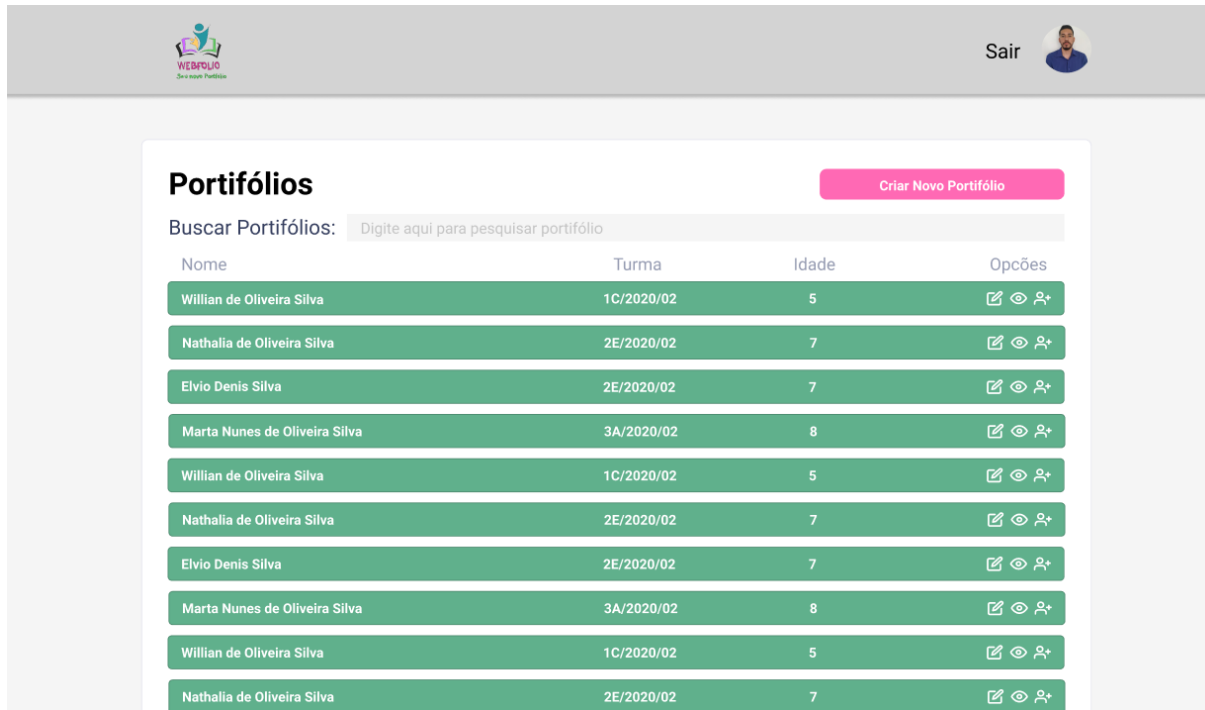 WEBFOLIO
Seu novo Portfólio
Sair
Portifólios
Criar Novo Portifólio
Buscar Portifólios: Digite aqui para pesquisar portifólio
Nome Turma Idade Opcões
Willian de Oliveira Silva 1C/2020/02 5
Nathalia de Oliveira Silva 2E/2020/02 7
Elvio Denis Silva 2E/2020/02 7
Marta Nunes de Oliveira Silva 3A/2020/02 8
Willian de Oliveira Silva 1C/2020/02 5
Nathalia de Oliveira Silva 2E/2020/02 7
Elvio Denis Silva 2E/2020/02 7
Marta Nunes de Oliveira Silva 3A/2020/02 8
Willian de Oliveira Silva 1C/2020/02 5
Nathalia de Oliveira Silva 2E/2020/02 7